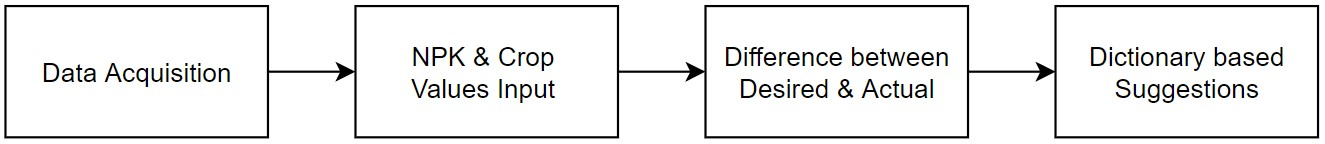 Data Acquisition
NPK & Crop
Values Input
Difference between
Desired & Actual
Dictionary based
Suggestions